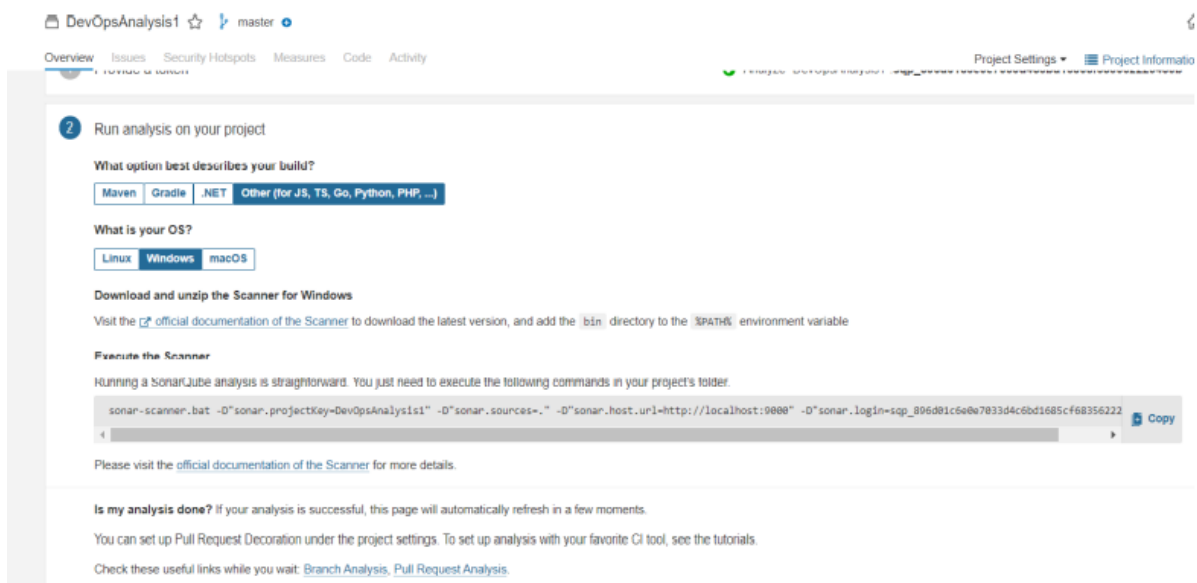 DevOpsAnalysis1 master
Overview Issues Security Hotspots Measures Code Activity Project Settings Project Informatio
Provide a token Analyze "DevOpsAnalysis1":
2 Run analysis on your project
What option best describes your build?
Maven Gradle .NET Other (for JS, TS, Go, Python, PHP, ...)
What is your OS?
Linux Windows macOS
Download and unzip the Scanner for Windows
Visit the official documentation of the Scanner to download the latest version, and add the bin directory to the %PATH% environment variable
Execute the Scanner
Running a SonarQube analysis is straighforward. You just need to execute the following commands in your project's folder.
sonar-scanner.bat -D"sonar.projectKey=DevOpsAnalysis1" -D"sonar.sources=." -D"sonar.host.url=http://localhost:9000" -D"sonar.login=sqp_896d01c6e0e7033d4c6bd1685cf68356222
Copy
Please visit the official documentation of the Scanner for more details.
Is my analysis done? If your analysis is successful, this page will automatically refresh in a few moments.
You can set up Pull Request Decoration under the project settings. To set up analysis with your favorite CI tool, see the tutorials.
Check these useful links while you wait: Branch Analysis, Pull Request Analysis.